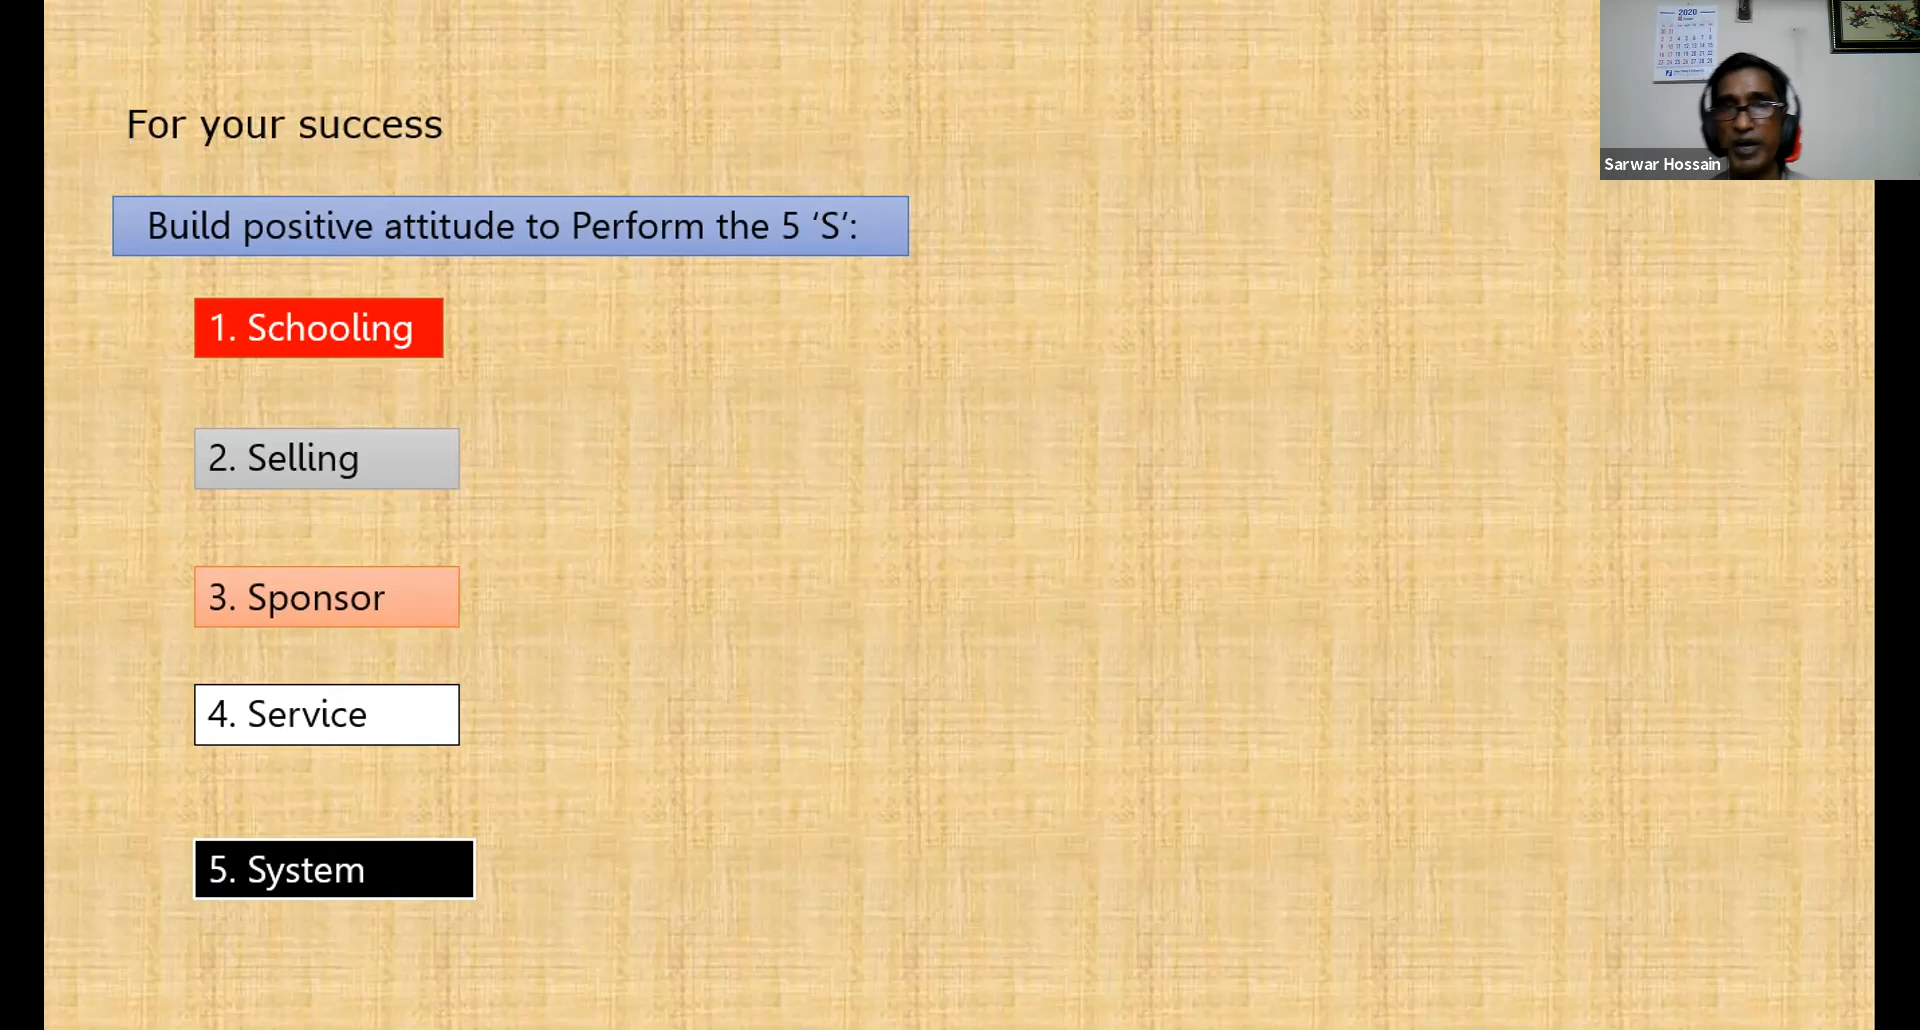 For your success
Build positive attitude to Perform the 5 ‘S’:
1. Schooling
2. Selling
3. Sponsor
4. Service
5. System
2020
Sarwar Hossain